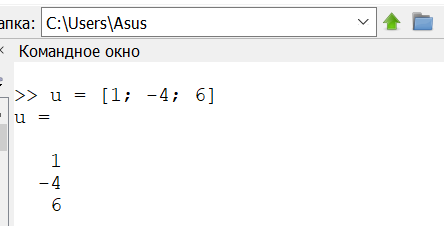 апка: C:\Users\Asus
Командное окно
>> u = [1; -4; 6]
u =
1
-4
6